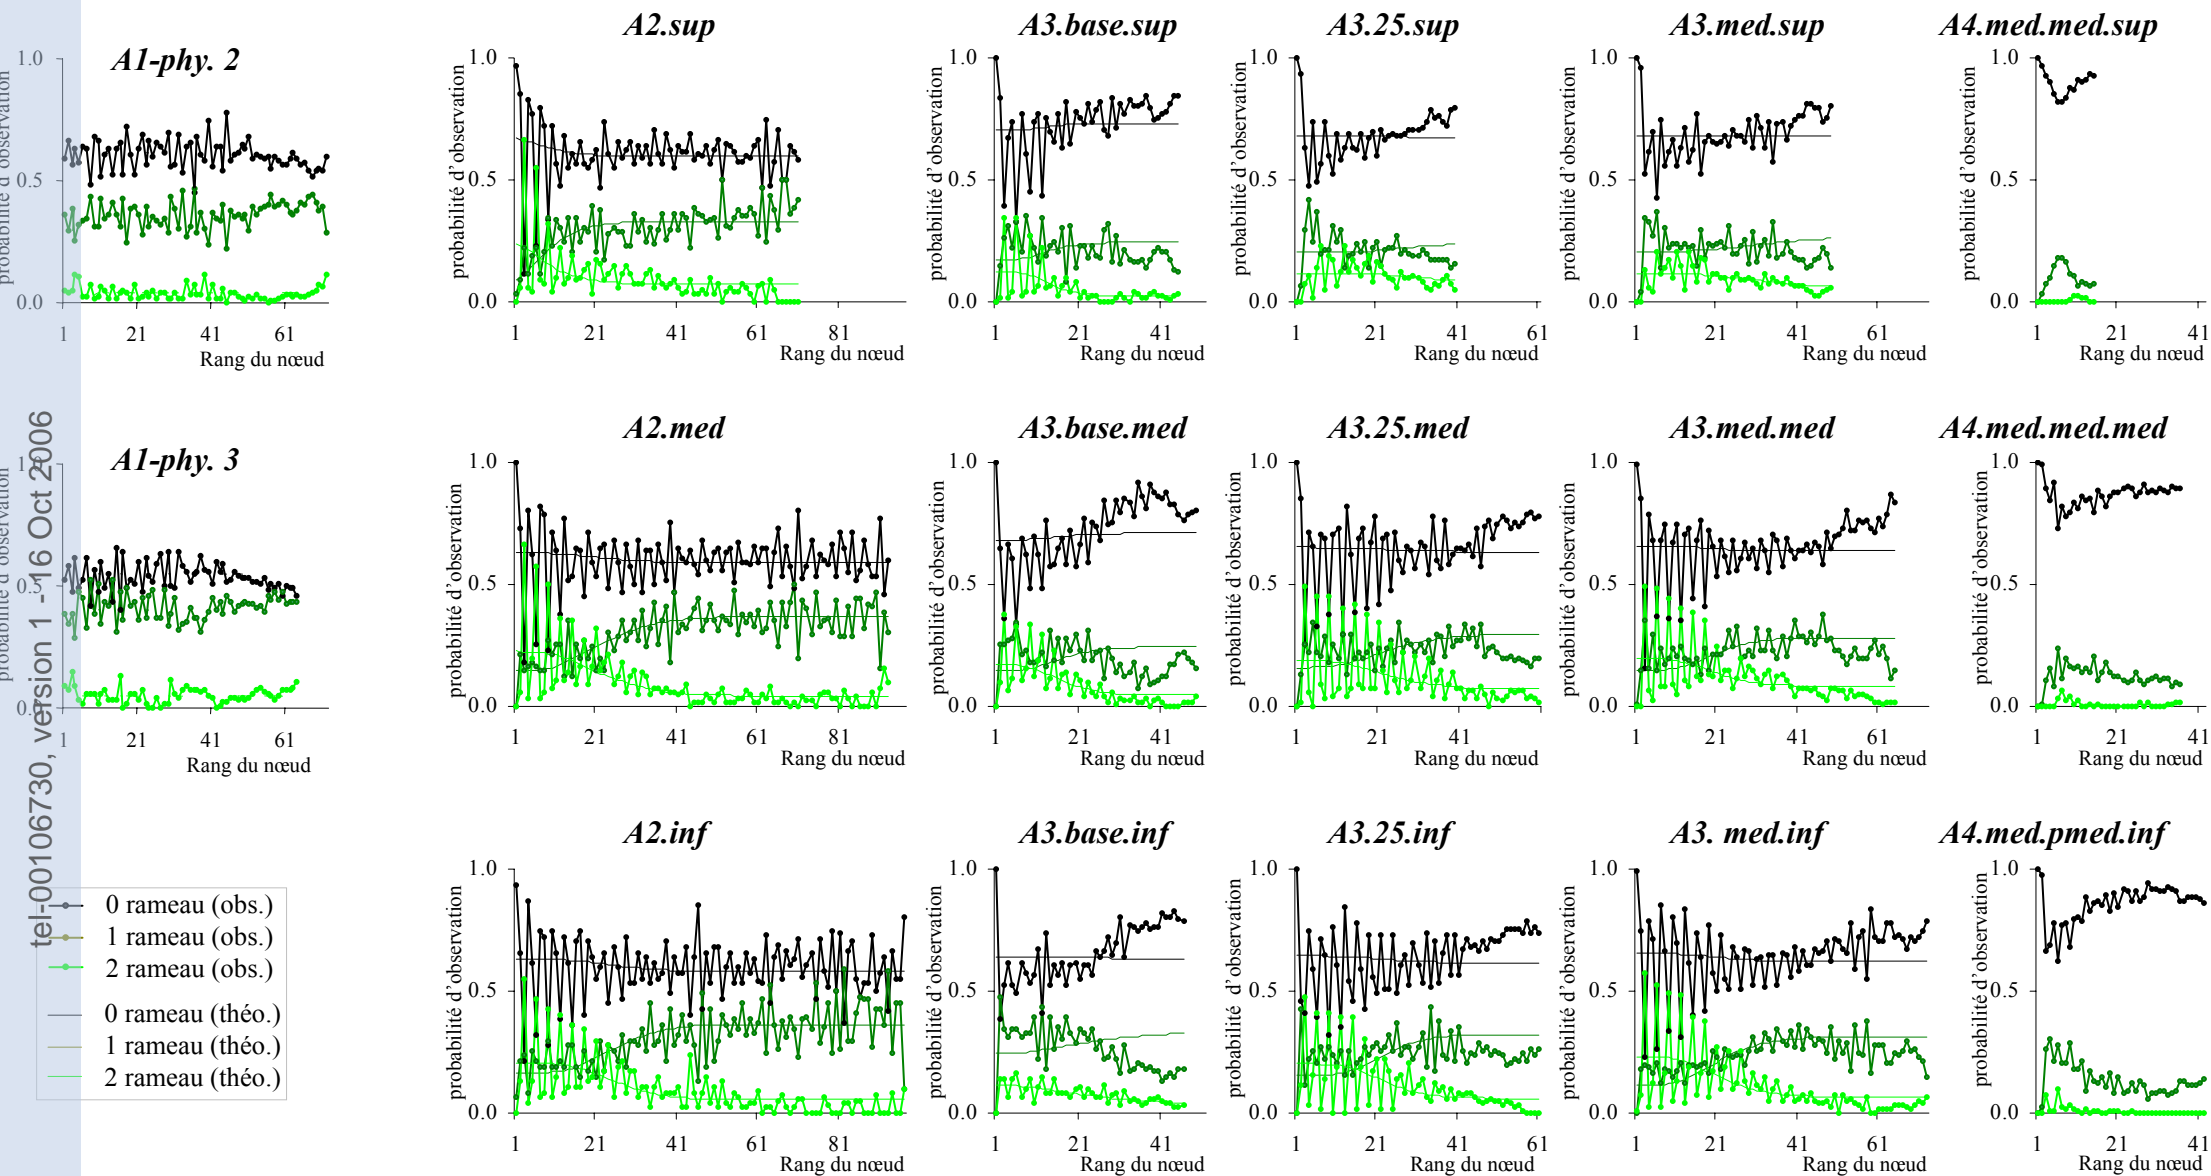 A1-phy. 2
probabilité d'observation
1.0
0.5
0.0
1 21 41 61
Rang du nœud
A2.sup
probabilité d'observation
1.0
0.5
0.0
1 21 41 61 81
Rang du nœud
A3.base.sup
probabilité d'observation
1.0
0.5
0.0
1 21 41
Rang du nœud
A3.25.sup
probabilité d'observation
1.0
0.5
0.0
1 21 41 61
Rang du nœud
A3.med.sup
probabilité d'observation
1.0
0.5
0.0
1 21 41 61
Rang du nœud
A4.med.med.sup
probabilité d'observation
1.0
0.5
0.0
1 21 41
Rang du nœud
A1-phy. 3
probabilité d'observation
1.0
0.5
0.0
1 21 41 61
Rang du nœud
A2.med
probabilité d'observation
1.0
0.5
0.0
1 21 41 61 81
Rang du nœud
A3.base.med
probabilité d'observation
1.0
0.5
0.0
1 21 41
Rang du nœud
A3.25.med
probabilité d'observation
1.0
0.5
0.0
1 21 41 61
Rang du nœud
A3.med.med
probabilité d'observation
1.0
0.5
0.0
1 21 41 61
Rang du nœud
A4.med.med.med
probabilité d'observation
1.0
0.5
0.0
1 21 41
Rang du nœud
0 rameau (obs.)
1 rameau (obs.)
2 rameau (obs.)
0 rameau (théo.)
1 rameau (théo.)
2 rameau (théo.)
A2.inf
probabilité d'observation
1.0
0.5
0.0
1 21 41 61 81
Rang du nœud
A3.base.inf
probabilité d'observation
1.0
0.5
0.0
1 21 41
Rang du nœud
A3.25.inf
probabilité d'observation
1.0
0.5
0.0
1 21 41 61
Rang du nœud
A3. med.inf
probabilité d'observation
1.0
0.5
0.0
1 21 41 61
Rang du nœud
A4.med.pmed.inf
probabilité d'observation
1.0
0.5
0.0
1 21 41
Rang du nœud
tel-00106730, version 1 - 16 Oct 2006